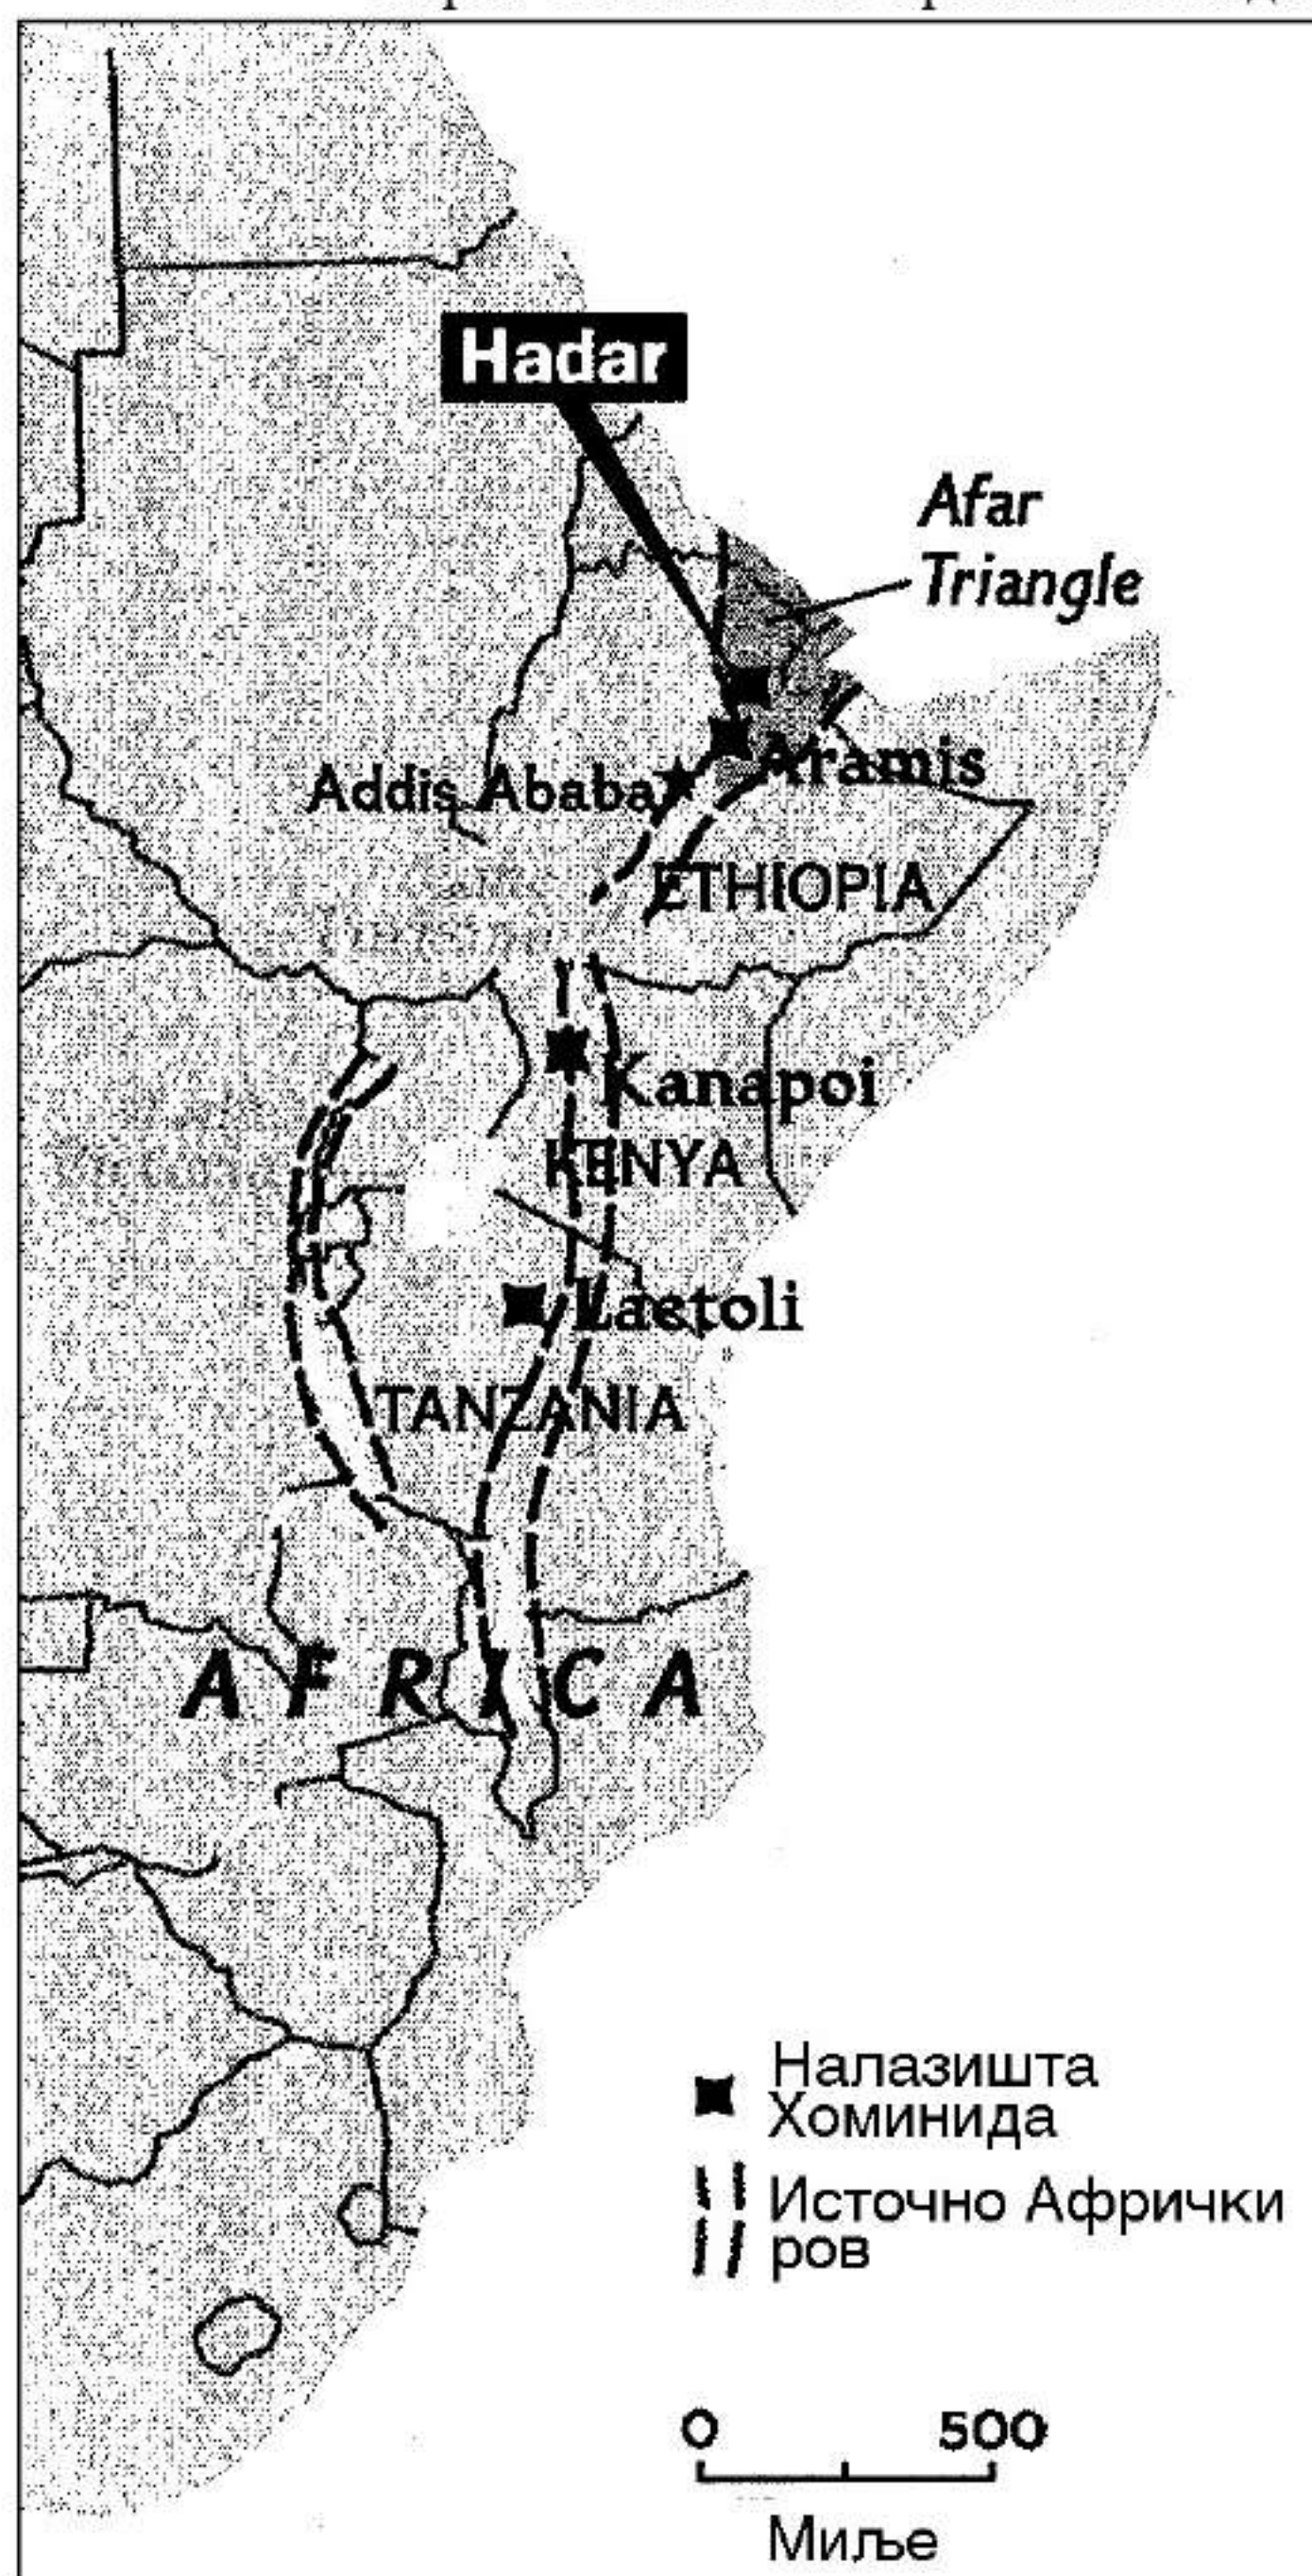 Hadar
Afar
Triangle
Aramis
Addis Ababa
ETHIOPIA
Kanapoi
KENYA
Laetoli
TANZANIA
AFRICA
Налазишта
Хоминида
Источно Афрички
ров
0 500
Миље